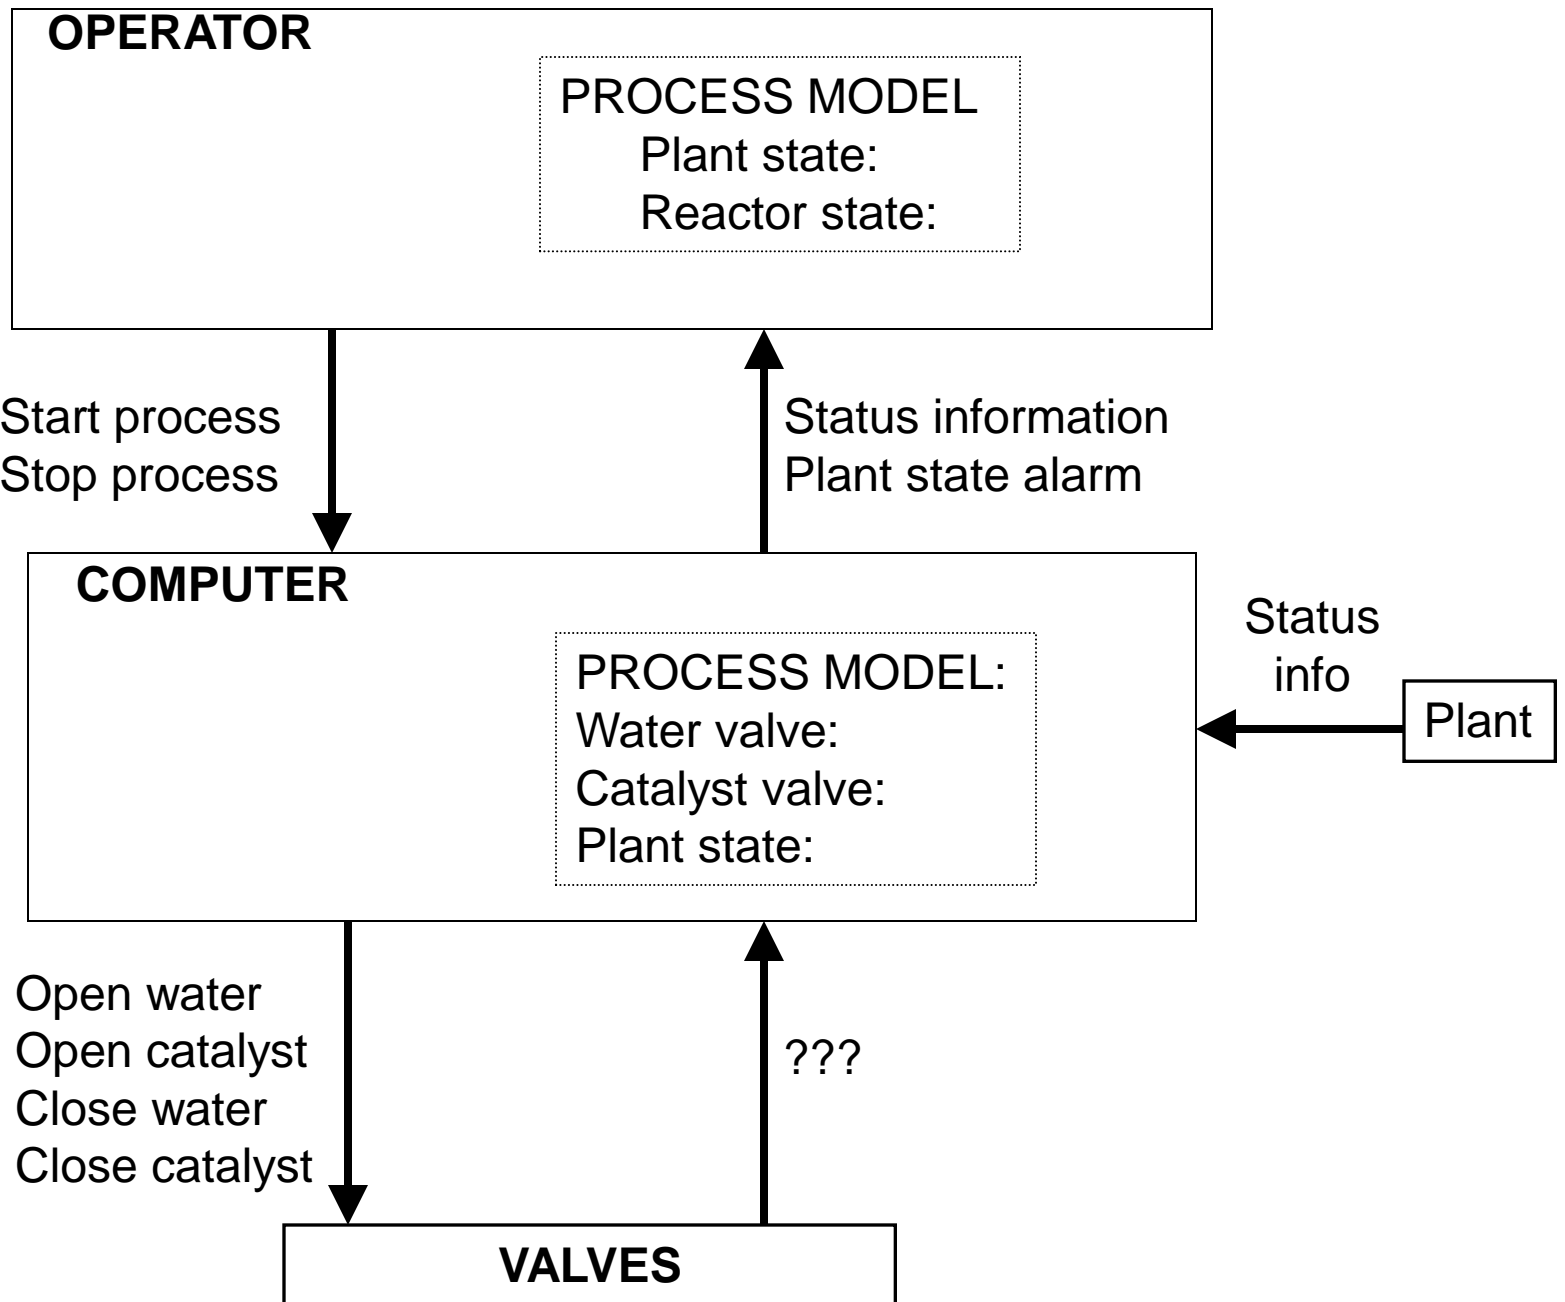 OPERATOR
PROCESS MODEL
Plant state:
Reactor state:
Start process
Stop process
Status information
Plant state alarm
COMPUTER
PROCESS MODEL:
Water valve:
Catalyst valve:
Plant state:
Status
info
Plant
Open water
Open catalyst
Close water
Close catalyst
???
VALVES